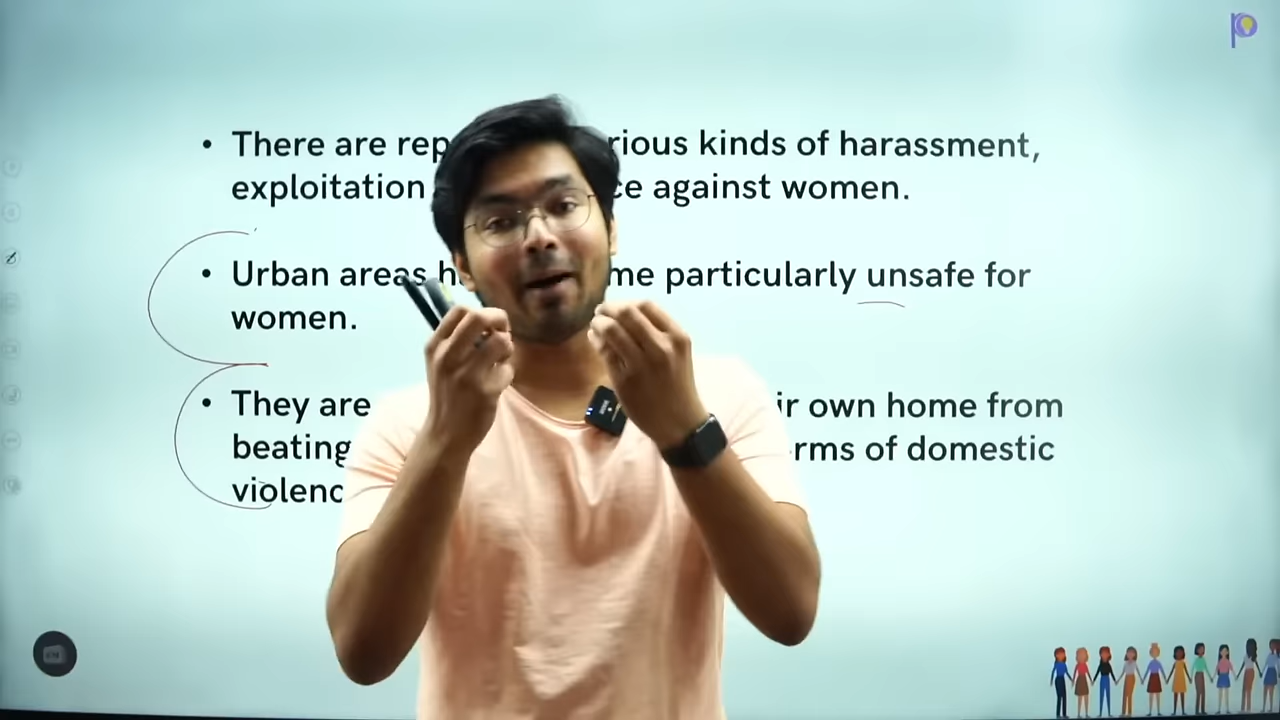 • There are rep rious kinds of harassment,
exploitation ce against women.
• Urban areas h me particularly unsafe for
women.
• They are ir own home from
beating rms of domestic
violenc